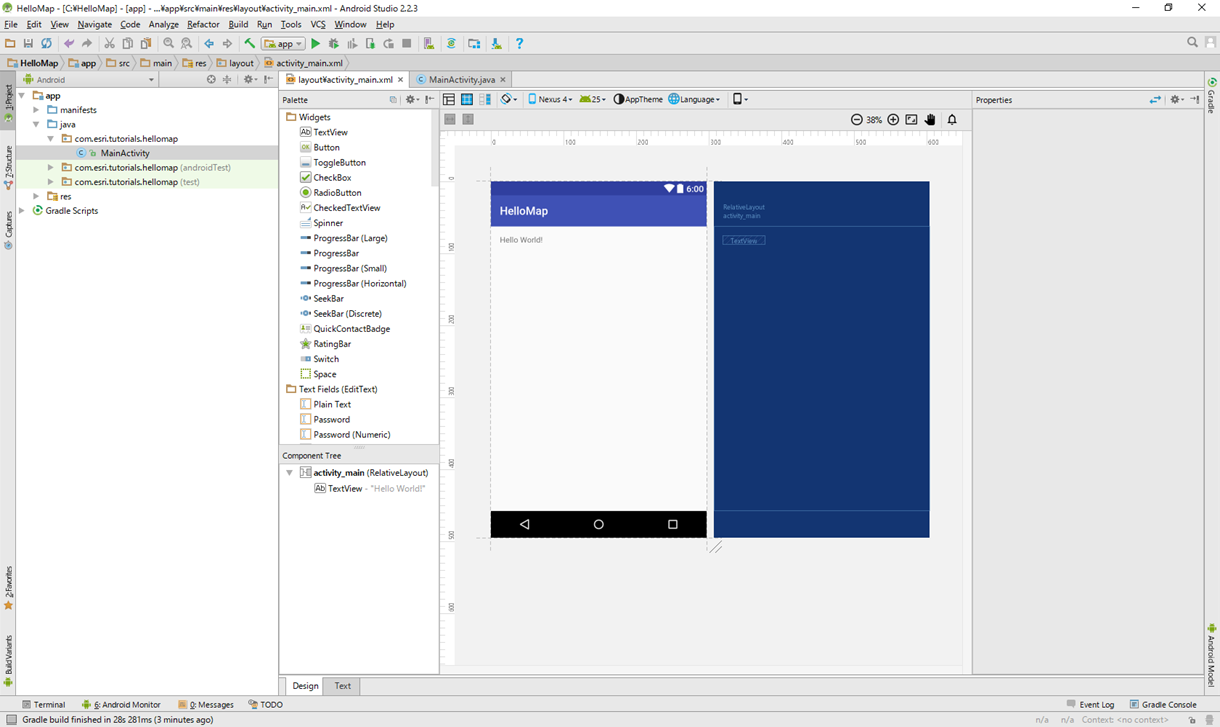 HelloMap - [C:¥HelloMap] - [app] - ...¥app¥src¥main¥res¥layout¥activity_main.xml - Android Studio 2.2.3
File Edit View Navigate Code Analyze Refactor Build Run Tools VCS Window Help
app
HelloMap app src main res layout activity_main.xml
Android
layout¥activity_main.xml
MainActivity.java
1: Project
2: Structure
Captures
2: Favorites
Build Variants
app
manifests
java
com.esri.tutorials.hellomap
MainActivity
com.esri.tutorials.hellomap (androidTest)
com.esri.tutorials.hellomap (test)
res
Gradle Scripts
Palette
Widgets
Ab TextView
OK Button
ToggleButton
CheckBox
RadioButton
CheckedTextView
Spinner
ProgressBar (Large)
ProgressBar
ProgressBar (Small)
ProgressBar (Horizontal)
SeekBar
SeekBar (Discrete)
QuickContactBadge
RatingBar
Switch
Space
Text Fields (EditText)
Plain Text
Password
Password (Numeric)
Component Tree
activity_main (RelativeLayout)
Ab TextView - "Hello World!"
Nexus 4 25 AppTheme Language
38%
0 100 200 300 400 500 600
0
100
200
300
400
500
600
6:00
HelloMap
Hello World!
RelativeLayout
activity_main
TextView
Properties
Gradle
Android Model
Design Text
Terminal 6: Android Monitor 0: Messages TODO
Event Log Gradle Console
Gradle build finished in 28s 281ms (3 minutes ago)
n/a n/a Context: <no context>